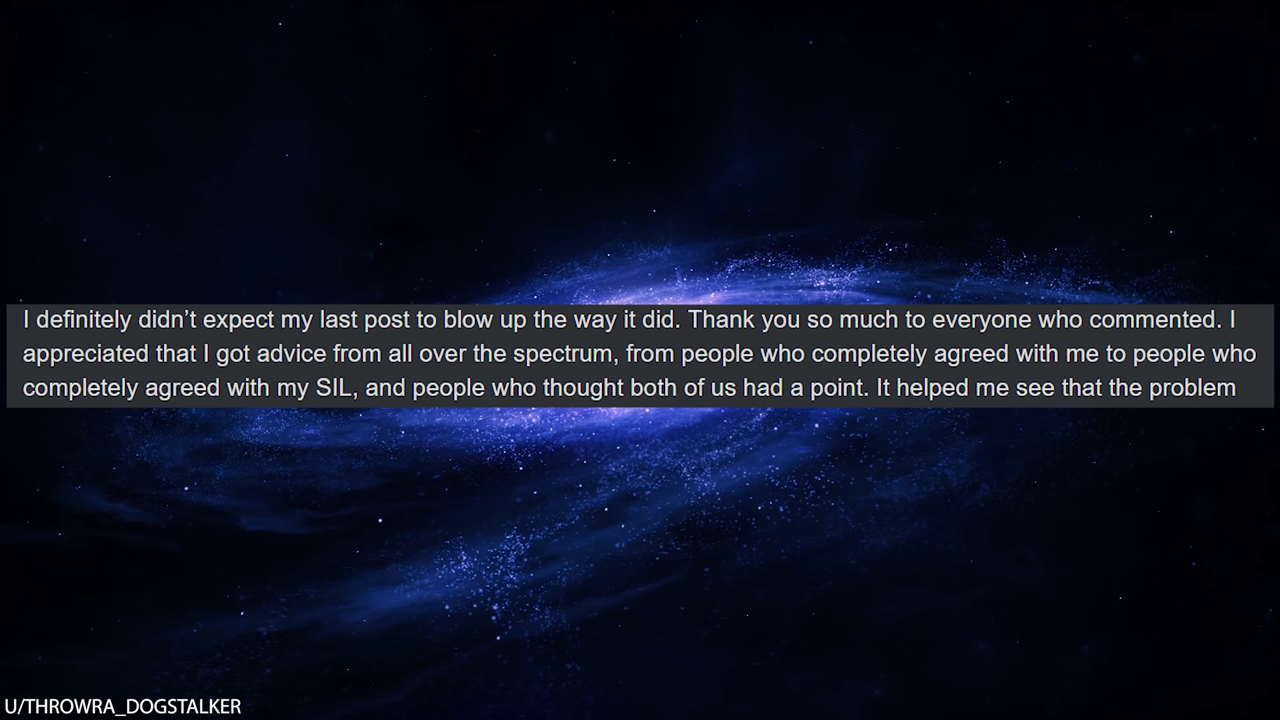 I definitely didn’t expect my last post to blow up the way it did. Thank you so much to everyone who commented. I
appreciated that I got advice from all over the spectrum, from people who completely agreed with me to people who
completely agreed with my SIL, and people who thought both of us had a point. It helped me see that the problem
U/THROWRA_DOGSTALKER